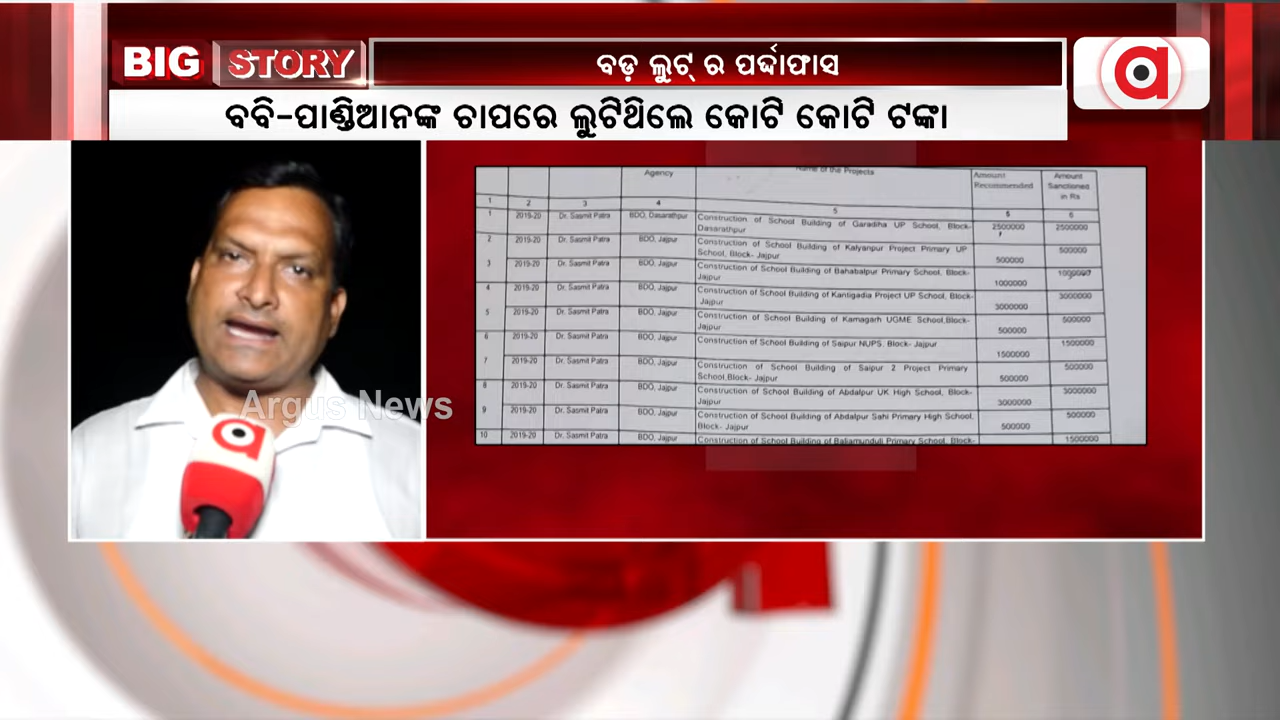 BIG STORY
ବଡ଼ ଲୁଟ୍ ର ପର୍ଦ୍ଦାଫାସ
a
ବବି-ପାଣ୍ଡିଆନଙ୍କ ଚାପରେ ଲୁଟିଥିଲେ କୋଟି କୋଟି ଟଙ୍କା
Agency Name of the Projects Amount Recommended Amount Sanctioned in Rs
1 2 3 4 5 5 6
1 2019-20 Dr. Sasmit Patra BDO, Dasarathpur Construction of School Building of Garadiha UP School, Block- Dasarathpur 2500000 2500000
2 2019-20 Dr. Sasmit Patra BDO, Jajpur Construction of School Building of Kalyanpur Project Primary UP School, Block- Jajpur 500000 500000
3 2019-20 Dr. Sasmit Patra BDO, Jajpur Construction of School Building of Bahabalpur Primary School, Block- Jajpur 1000000 1000000
4 2019-20 Dr. Sasmit Patra BDO, Jajpur Construction of School Building of Kantigadia Project UP School, Block- Jajpur 3000000 3000000
5 2019-20 Dr. Sasmit Patra BDO, Jajpur Construction of School Building of Kamagarh UGME School,Block- Jajpur 500000 500000
6 2019-20 Dr. Sasmit Patra BDO, Jajpur Construction of School Building of Saipur NUPS, Block- Jajpur 1500000 1500000
7 2019-20 Dr. Sasmit Patra BDO, Jajpur Construction of School Building of Saipur 2 Project Primary School,Block- Jajpur 500000 500000
8 2019-20 Dr. Sasmit Patra BDO, Jajpur Construction of School Building of Abdalpur UK High School, Block- Jajpur 3000000 3000000
9 2019-20 Dr. Sasmit Patra BDO, Jajpur Construction of School Building of Abdalpur Sahi Primary High School, Block- Jajpur 500000 500000
10 2019-20 Dr. Sasmit Patra BDO, Jajpur Construction of School Building of Baliamunduli Primary School, Block- 1500000
Argus News
a